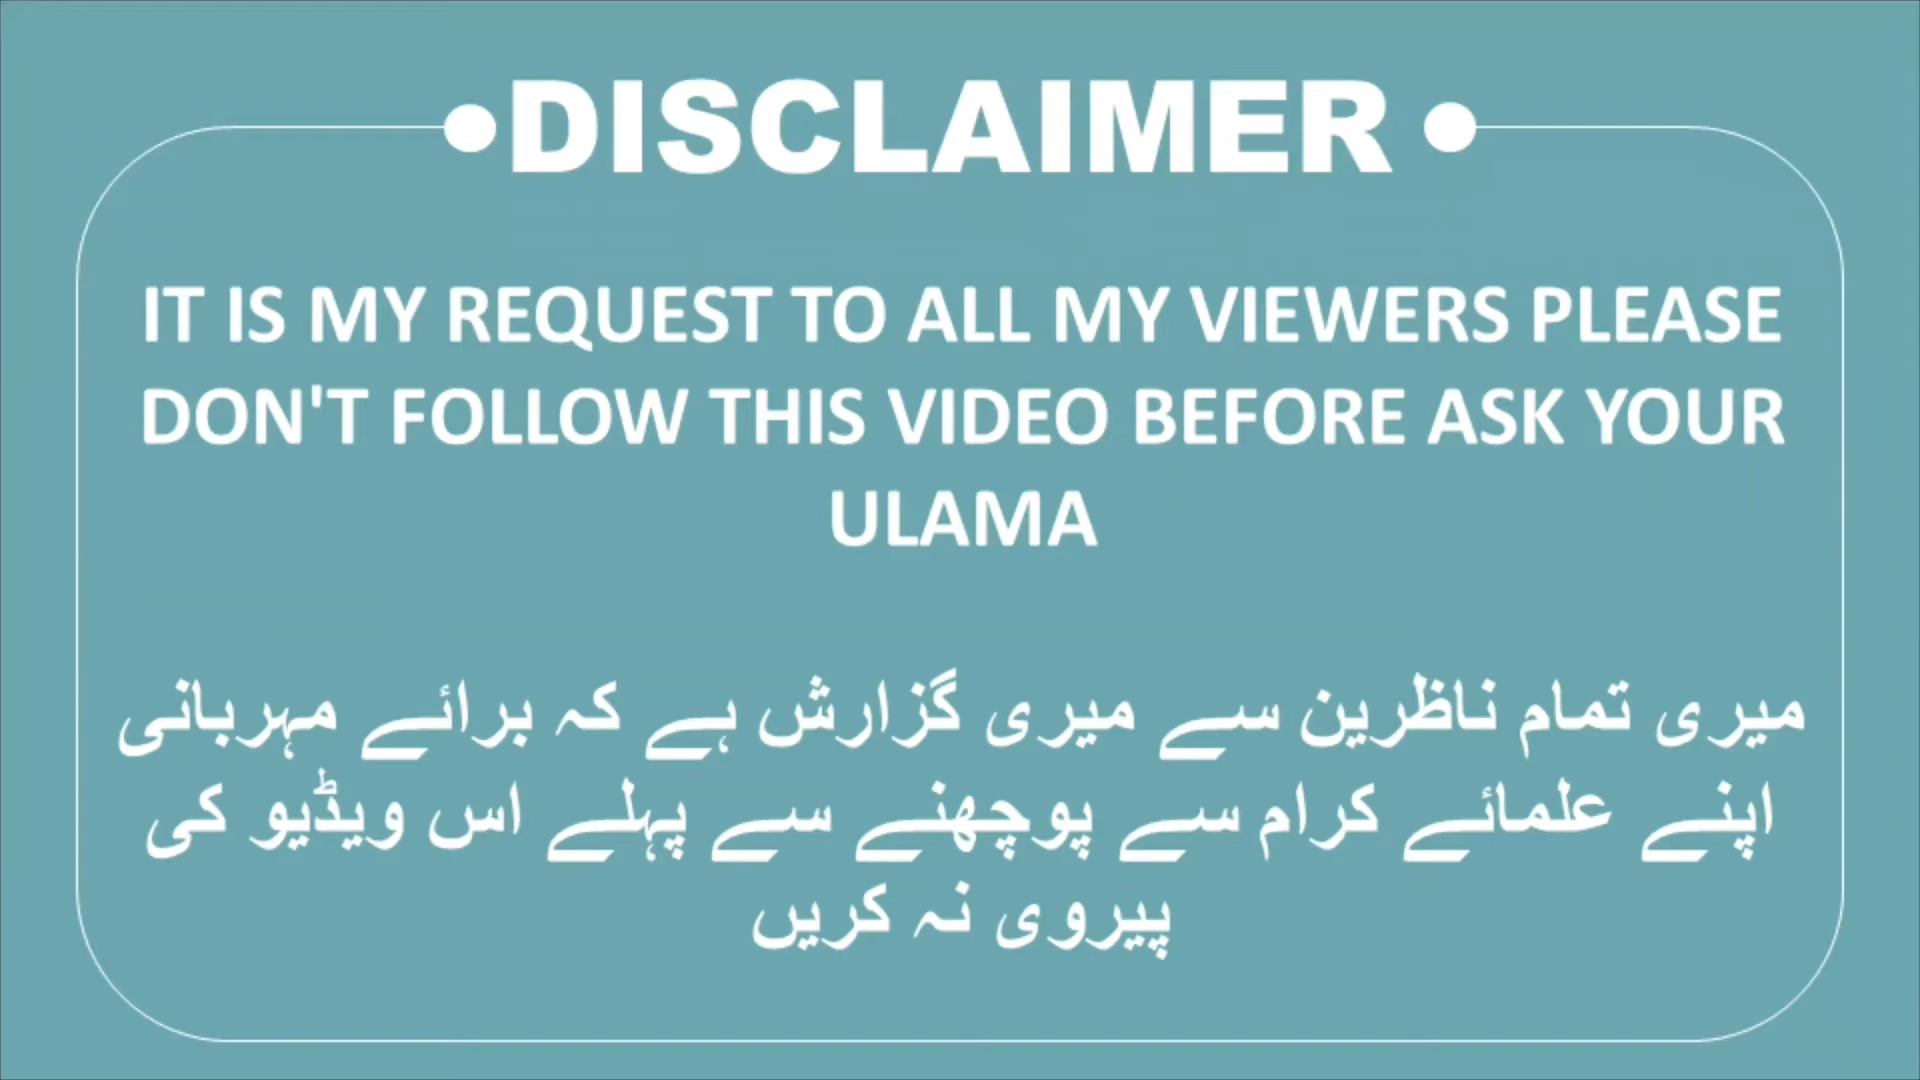 DISCLAIMER
IT IS MY REQUEST TO ALL MY VIEWERS PLEASE
DON'T FOLLOW THIS VIDEO BEFORE ASK YOUR
ULAMA
میری تمام ناظرین سے میری گزارش ہے کہ برائے مہربانی
اپنے علمائے کرام سے پوچھنے سے پہلے اس ویڈیو کی
پیروی نہ کریں